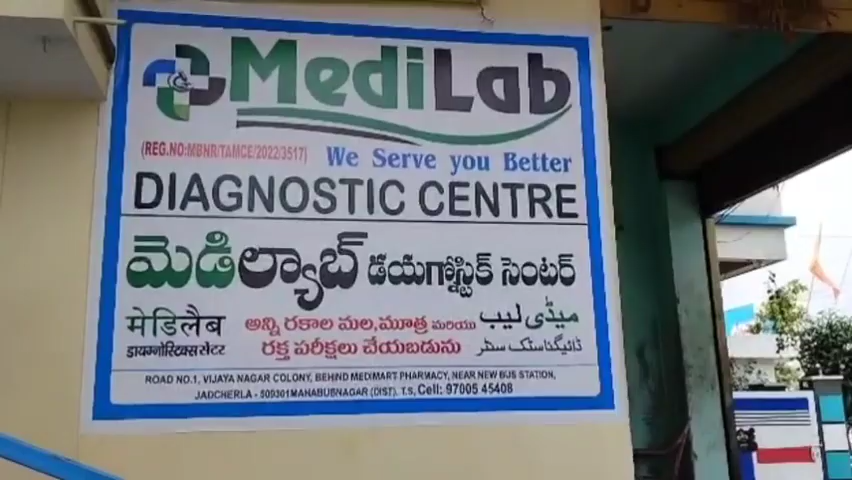 MediLab
(REG.NO:MBNR/TAMCE/2022/3517)
We Serve you Better
DIAGNOSTIC CENTRE
మెడిల్యాబ్ డయగ్నోస్టిక్ సెంటర్
मेडिलैब
डायग्नोस्टिक्स सेंटर
అన్ని రకాల మల,మూత్ర మరియు
రక్త పరీక్షలు చేయబడును
میڈی لیب
ڈائیگناسٹک سنٹر
ROAD NO.1, VIJAYA NAGAR COLONY, BEHIND MEDIMART PHARMACY, NEAR NEW BUS STATION,
JADCHERLA - 509301MAHABUBNAGAR (DIST). T.S, Cell: 97005 45408